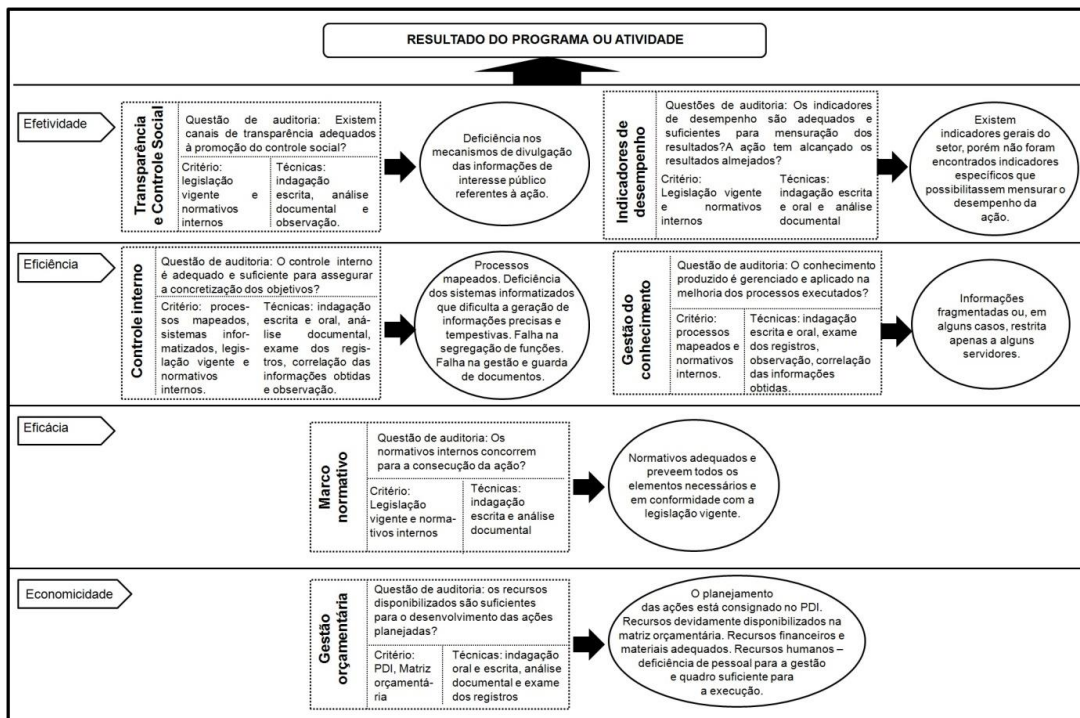 RESULTADO DO PROGRAMA OU ATIVIDADE
Efetividade
Transparência
e Controle Social
Questão de auditoria: Existem
canais de transparência adequados
à promoção do controle social?
Critério:
legislação
vigente e
normativos
internos
Técnicas:
indagação
escrita, análise
documental e
observação.
Deficiência nos
mecanismos de divulgação
das informações de
interesse público
referentes à ação.
Indicadores de
desempenho
Questões de auditoria: Os indicadores
de desempenho são adequados e
suficientes para mensuração dos
resultados?A ação tem alcançado os
resultados almejados?
Critério:
Legislação vigente
e normativos
internos
Técnicas:
indagação escrita
e oral e análise
documental
Existem
indicadores gerais do
setor, porém não foram
encontrados indicadores
específicos que
possibilitassem mensurar o
desempenho da
ação.
Eficiência
Controle interno
Questão de auditoria: O controle interno
é adequado e suficiente para assegurar
a concretização dos objetivos?
Critério: proces-
sos mapeados,
sistemas infor-
matizados, legis-
lação vigente e
normativos
internos.
Técnicas: indagação
escrita e oral, aná-
lise documental,
exame dos regis-
tros, correlação das
informações obtidas
e observação.
Processos
mapeados. Deficiência
dos sistemas informatizados
que dificulta a geração de
informações precisas e
tempestivas. Falha na
segregação de funções.
Falha na gestão e guarda
de documentos.
Gestão do
conhecimento
Questão de auditoria: O conhecimento
produzido é gerenciado e aplicado na
melhoria dos processos executados?
Critério:
processos
mapeados e
normativos
internos.
Técnicas: indagação
escrita e oral, exame
dos registros,
observação, correlação
das informações
obtidas.
Informações
fragmentadas ou, em
alguns casos, restrita
apenas a alguns
servidores.
Eficácia
Marco
normativo
Questão de auditoria: Os
normativos internos concorrem
para a consecução da ação?
Critério:
Legislação
vigente e norma-
tivos internos
Técnicas:
indagação
escrita e análise
documental
Normativos adequados e
preveem todos os
elementos necessários e
em conformidade com a
legislação vigente.
Economicidade
Gestão
orçamentária
Questão de auditoria: os recursos
disponibilizados são suficientes
para o desenvolvimento das ações
planejadas?
Critério:
PDI, Matriz
orçamentá-
ria
Técnicas: indagação
oral e escrita, análise
documental e exame
dos registros
O planejamento
das ações está consignado no PDI.
Recursos devidamente disponibilizados na
matriz orçamentária. Recursos financeiros e
materiais adequados. Recursos humanos –
deficiência de pessoal para a gestão
e quadro suficiente para
a execução.